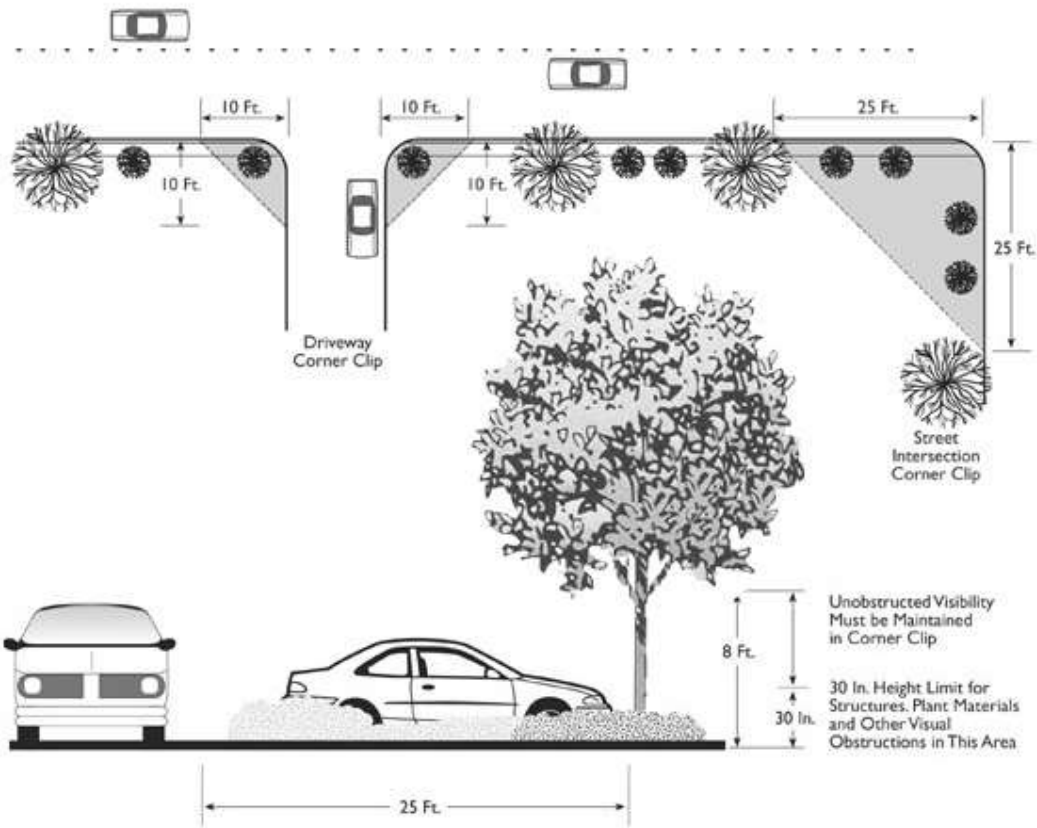 10 Ft.
10 Ft.
25 Ft.
10 Ft.
10 Ft.
25 Ft.
Driveway
Corner Clip
Street
Intersection
Corner Clip
Unobstructed Visibility
Must be Maintained
in Corner Clip
8 Ft.
30 In. Height Limit for
Structures. Plant Materials
and Other Visual
Obstructions in This Area
30 In.
25 Ft.